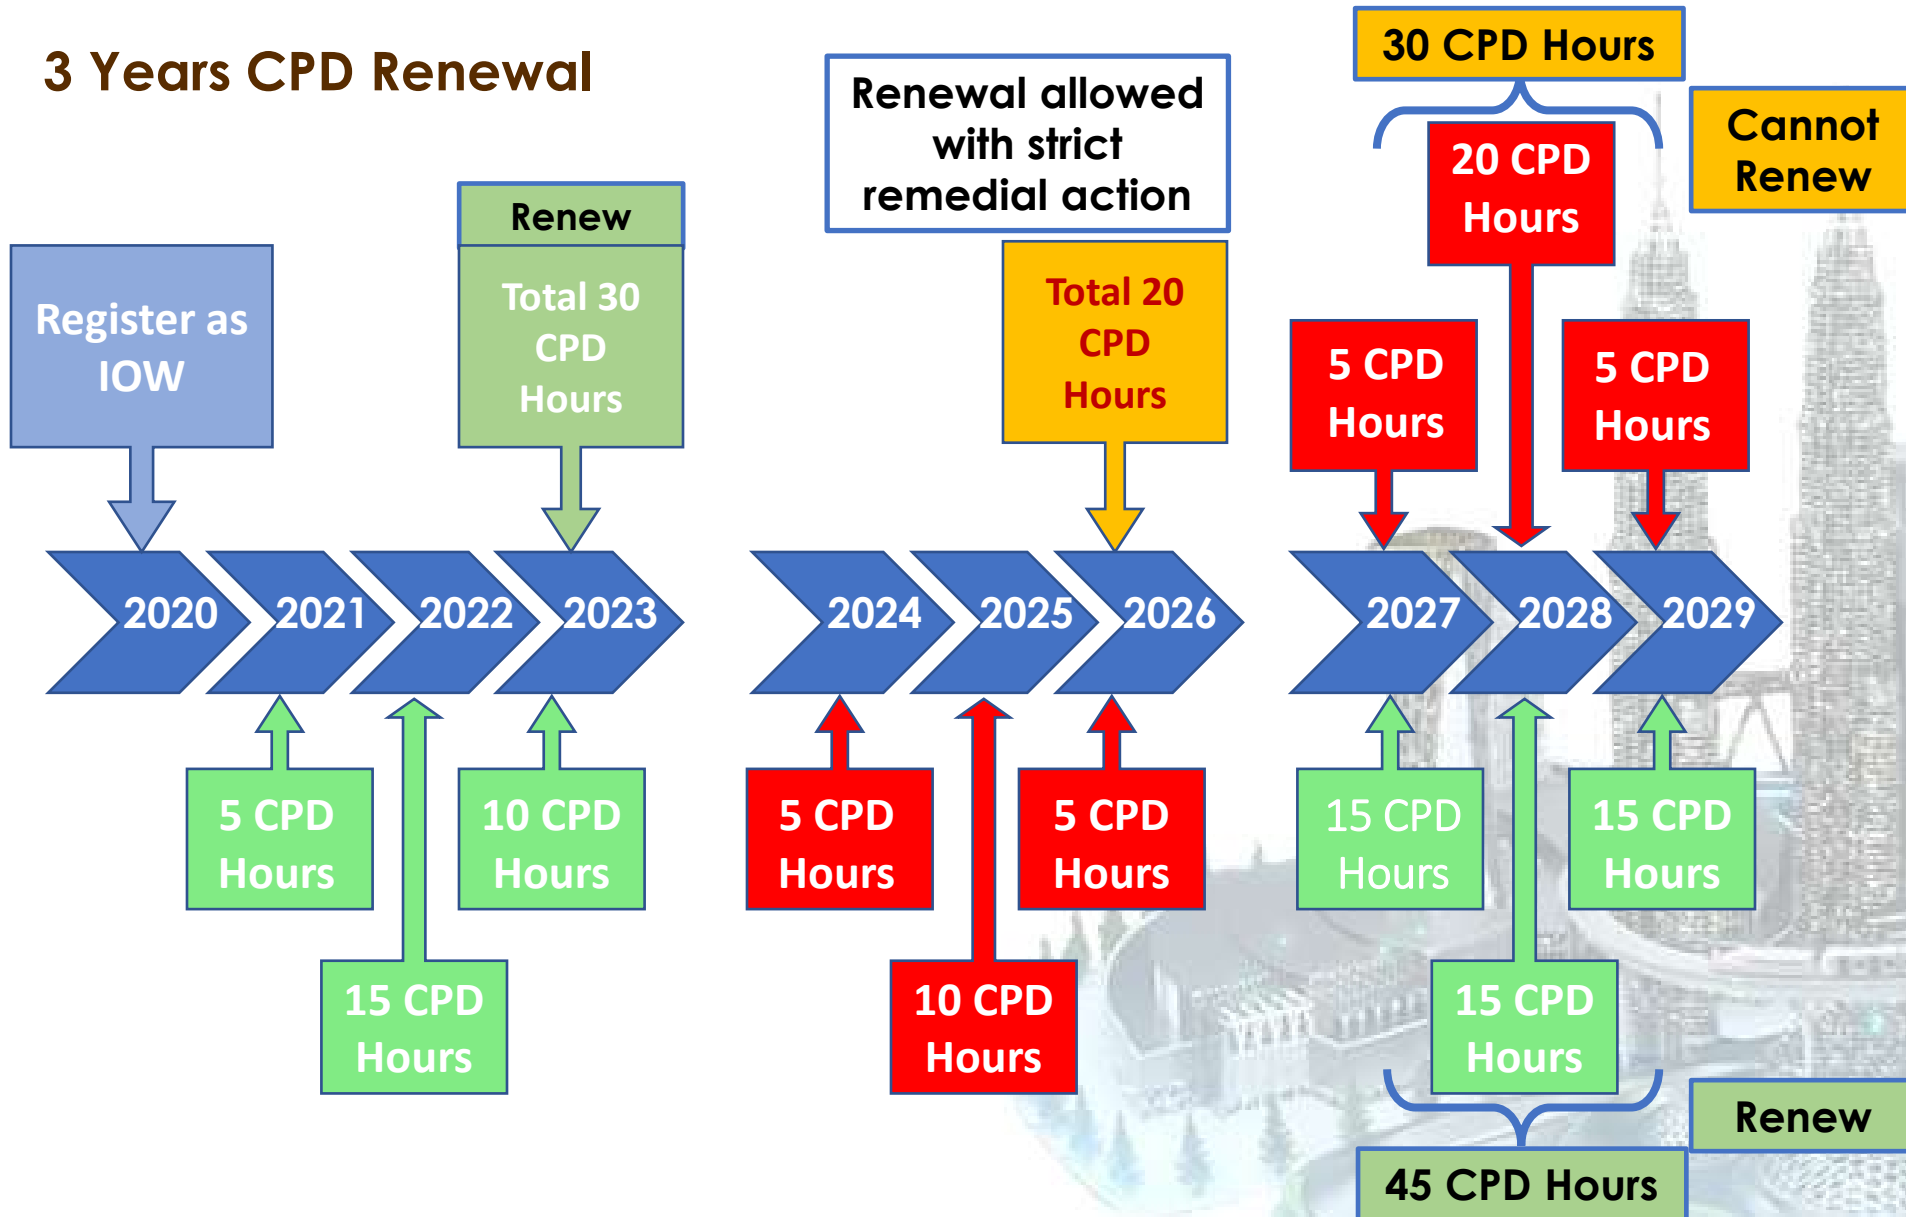 3 Years CPD Renewal
Register as
IOW
Renew
Total 30
CPD
Hours
Renewal allowed
with strict
remedial action
Total 20
CPD
Hours
30 CPD Hours
20 CPD
Hours
Cannot
Renew
5 CPD
Hours
5 CPD
Hours
2020
2021
2022
2023
2024
2025
2026
2027
2028
2029
5 CPD
Hours
15 CPD
Hours
10 CPD
Hours
5 CPD
Hours
10 CPD
Hours
5 CPD
Hours
15 CPD
Hours
15 CPD
Hours
15 CPD
Hours
45 CPD Hours
Renew